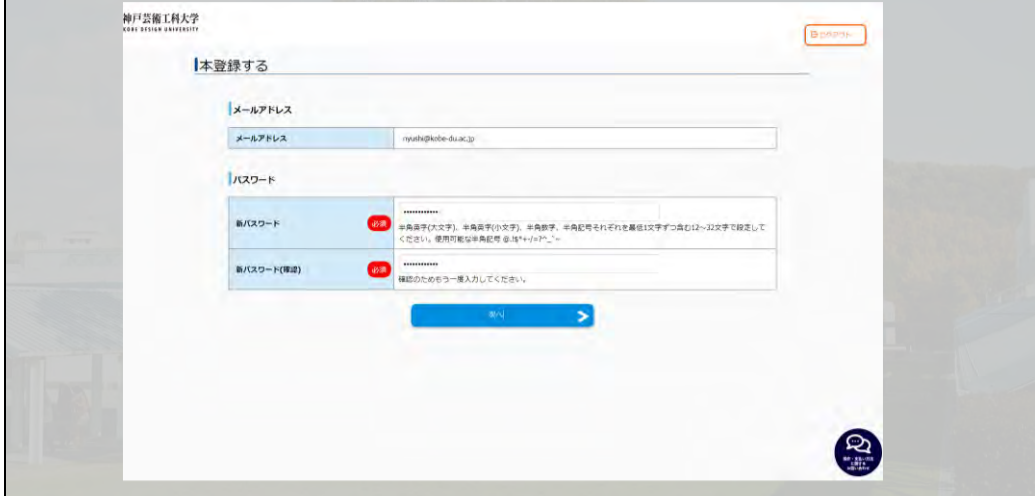 神戸芸術工科大学
KOBE DESIGN UNIVERSITY
ログアウト
本登録する
メールアドレス
メールアドレス
nyushi@kobe-du.ac.jp
パスワード
新パスワード
必須
半角英字(大文字)、半角英字(小文字)、半角数字、半角記号それぞれを最低1文字ずつ含む12～32文字で設定して
ください。使用可能な半角記号
新パスワード(確認)
必須
確認のためもう一度入力してください。
次へ